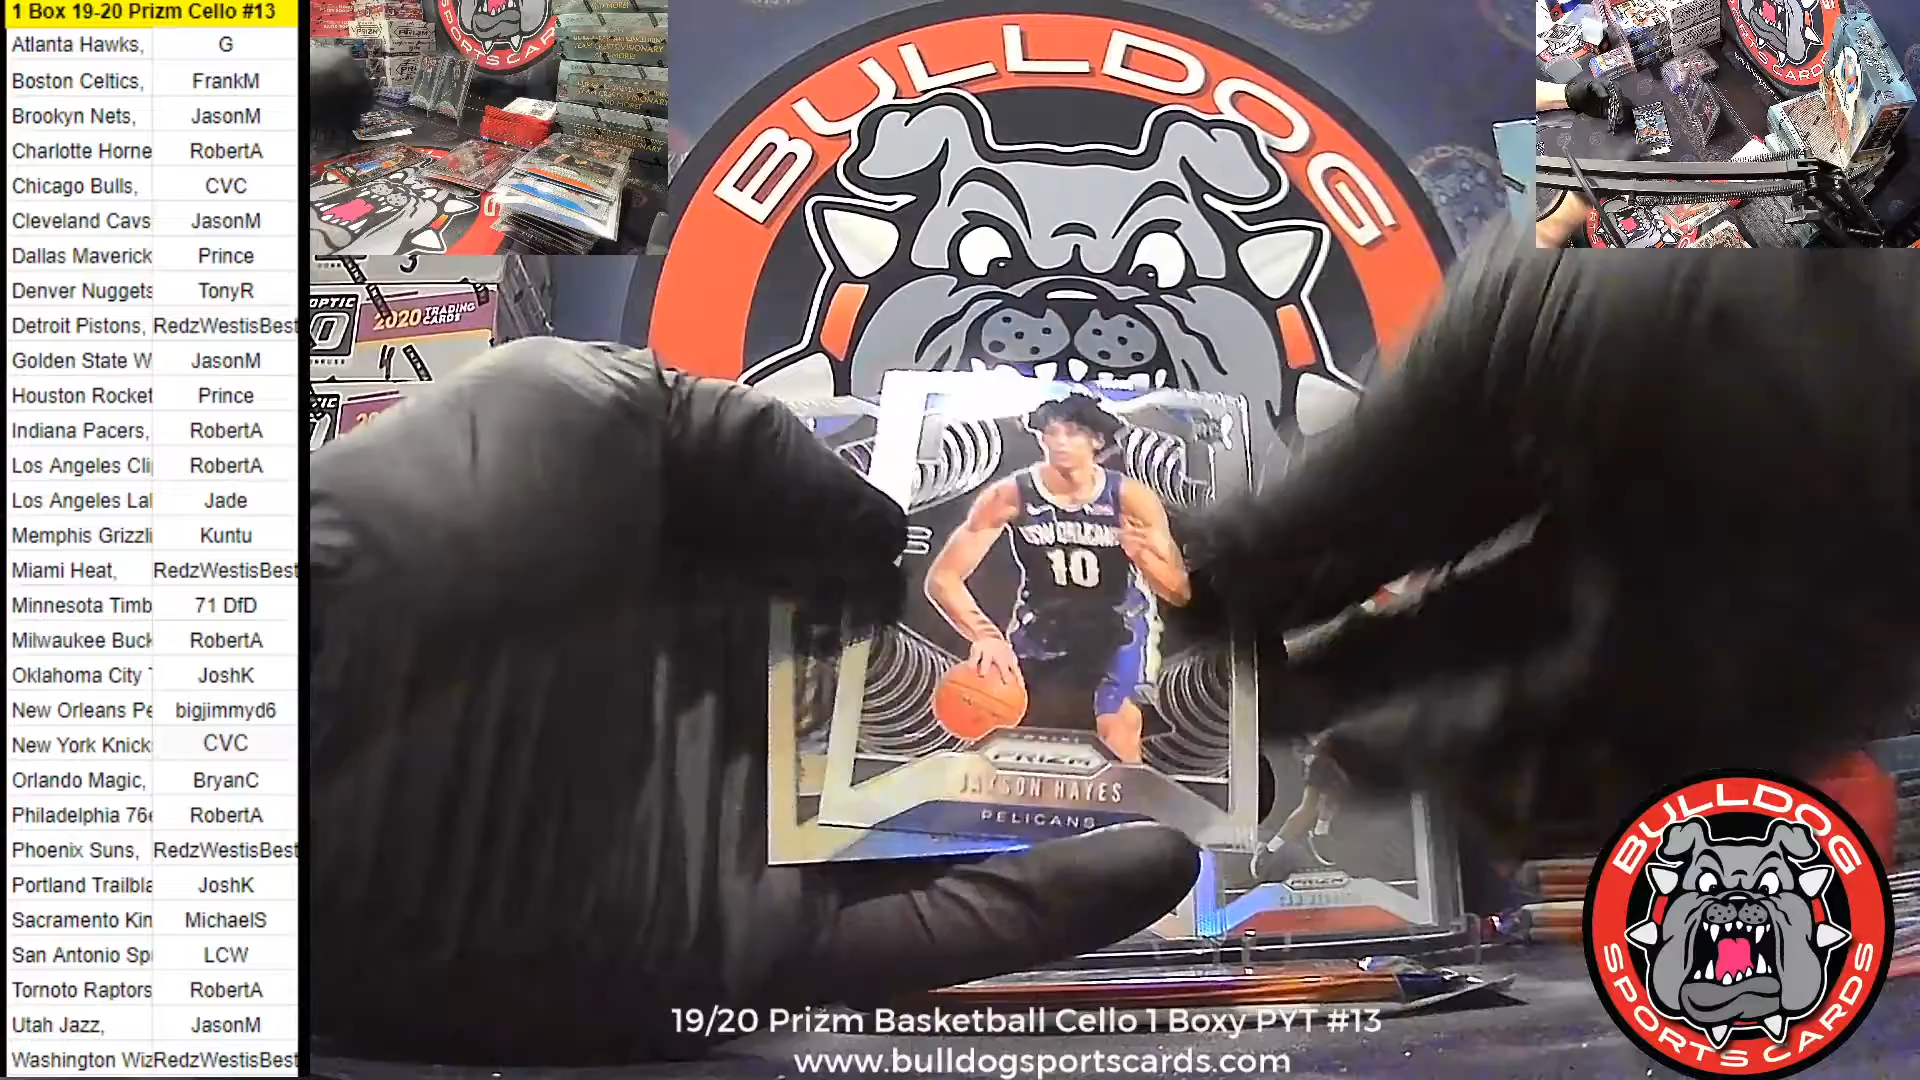 1 Box 19-20 Prizm Cello #13
Atlanta Hawks, G
Boston Celtics, FrankM
Brookyn Nets, JasonM
Charlotte Horne RobertA
Chicago Bulls, CVC
Cleveland Cavs JasonM
Dallas Maverick Prince
Denver Nuggets TonyR
Detroit Pistons, RedzWestisBest
Golden State W JasonM
Houston Rocket Prince
Indiana Pacers, RobertA
Los Angeles Cli RobertA
Los Angeles Lal Jade
Memphis Grizzli Kuntu
Miami Heat, RedzWestisBest
Minnesota Timb 71 DfD
Milwaukee Buck RobertA
Oklahoma City JoshK
New Orleans Pe bigjimmyd6
New York Knick CVC
Orlando Magic, BryanC
Philadelphia 76 RobertA
Phoenix Suns, RedzWestisBest
Portland Trailbla JoshK
Sacramento Kin MichaelS
San Antonio Sp LCW
Tornoto Raptors RobertA
Utah Jazz, JasonM
Washington Wiz RedzWestisBest
BULLDOG
OPTIC
2020 TRADING CARDS
NEW ORLEANS
10
PANINI
PRIZM
JAXSON HAYES
PELICANS
BULLDOG
SPORTS CARDS
19/20 Prizm Basketball Cello 1 Boxy PYT #13
www.bulldogsportscards.com